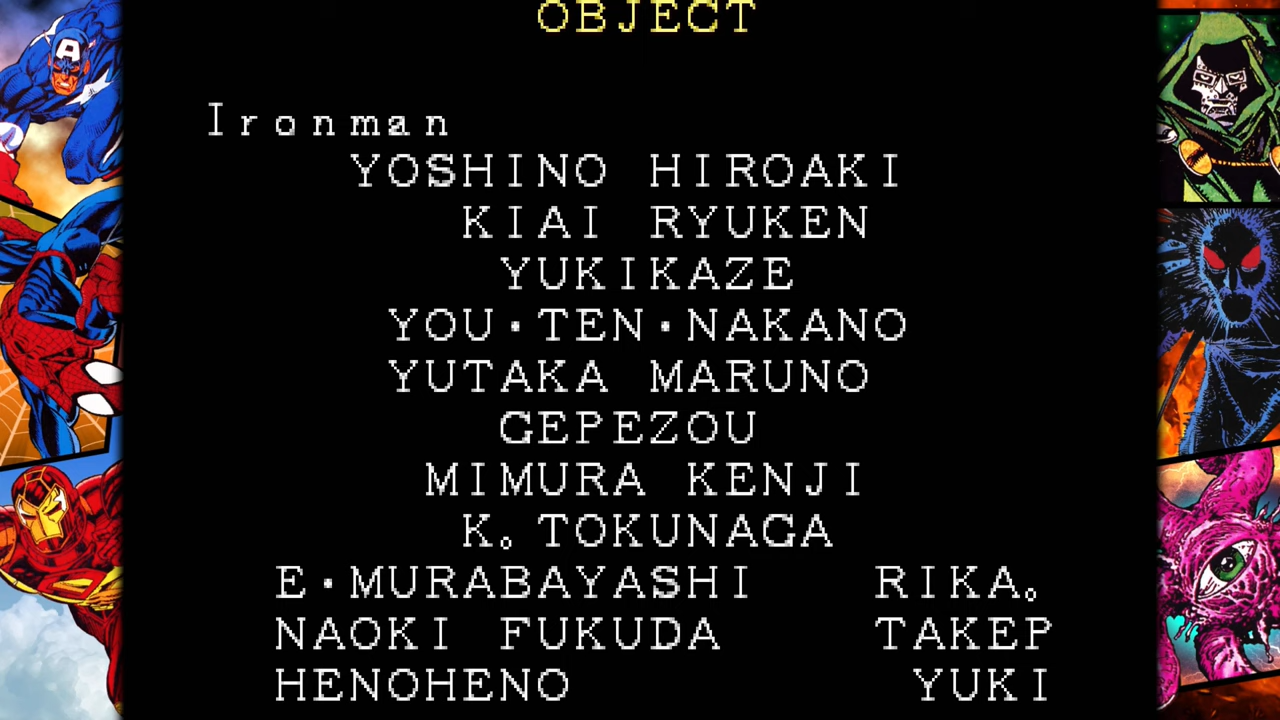 OBJECT
Ironman
YOSHINO HIROAKI
KIAI RYUKEN
YUKIKAZE
YOU・TEN・NAKANO
YUTAKA MARUNO
GEPEZOU
MIMURA KENJI
K。TOKUNAGA
E・MURABAYASHI RIKA。
NAOKI FUKUDA TAKEP
HENOHENO YUKI